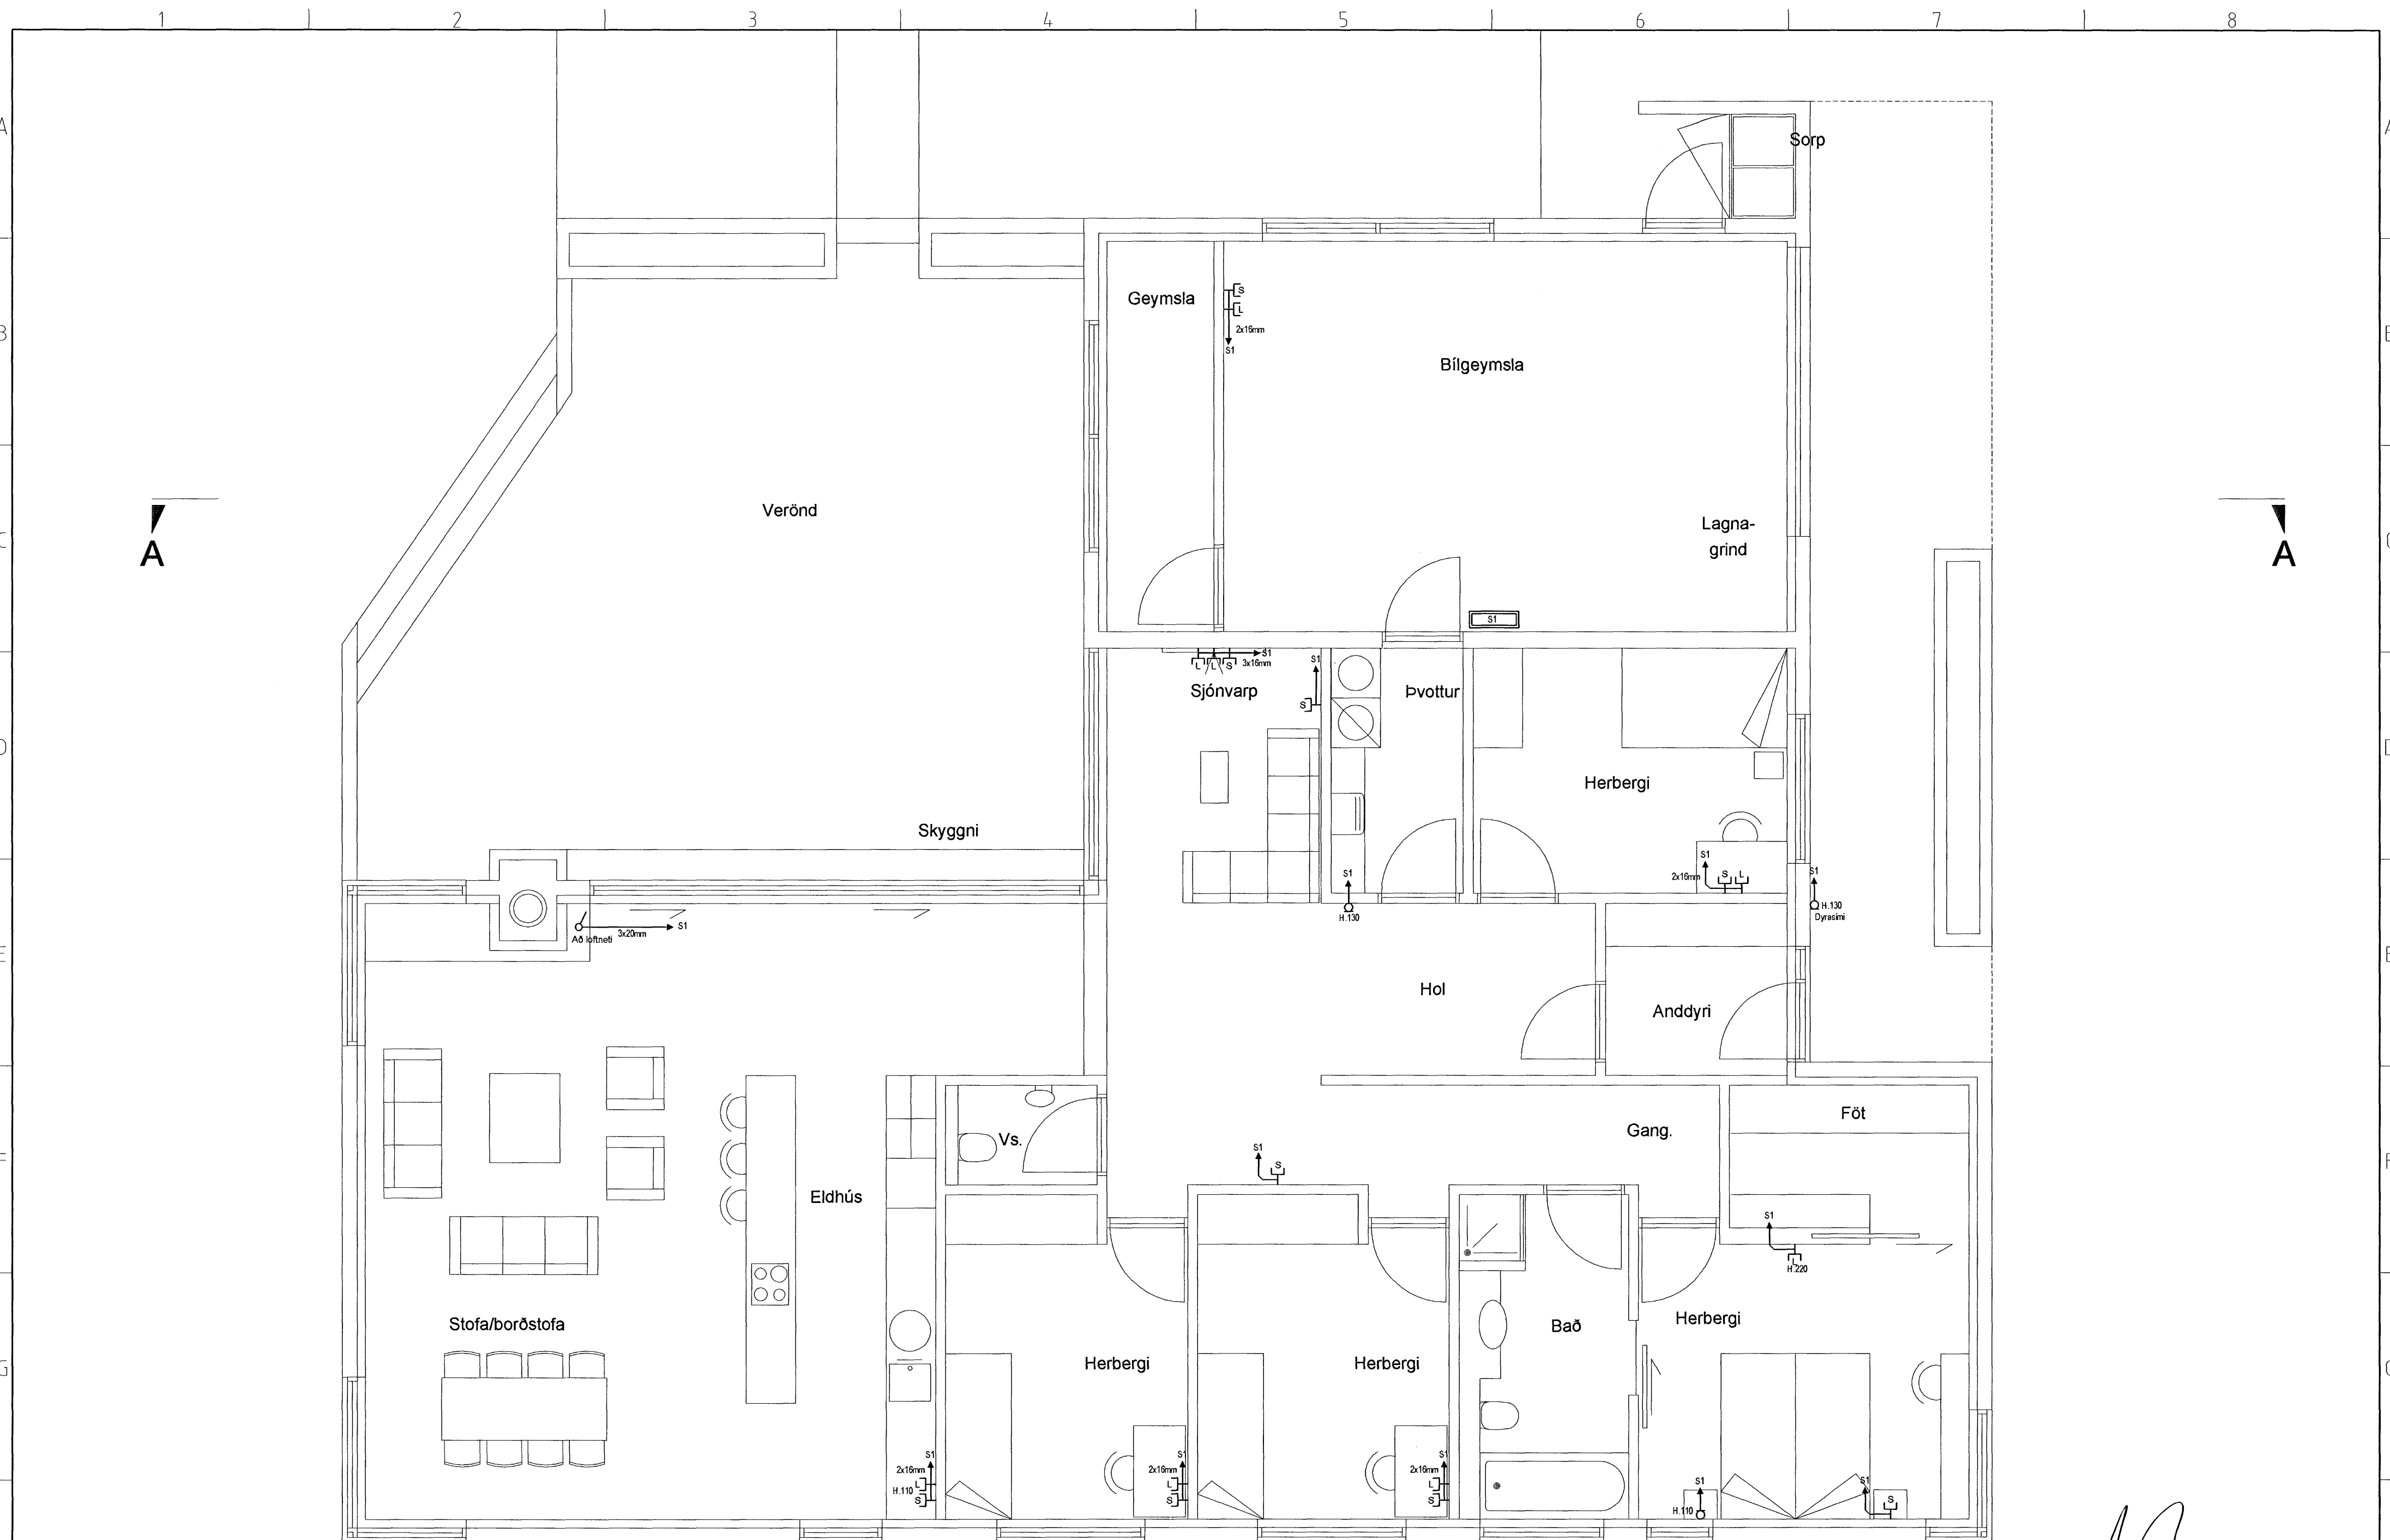 1 2 3 4 5 6 7 8
A
Sorp
Geymsla
S
L
2x16mm
S1
B
Bílgeymsla
Verönd
Lagna-
grind
A
A
C
S1
L L S
S1
3x16mm
S1
S
Sjónvarp
Þvottur
D
Herbergi
Skyggni
S1
2x16mm
S L
S1
H.130
S1
H.130
Dyrasími
Að loftneti
3x20mm
S1
E
Hol
Anddyri
Föt
Gang.
Vs.
S1
S
F
Eldhús
S1
L
H.220
Stofa/borðstofa
Herbergi
Bað
Herbergi
Herbergi
G
S1
2x16mm
L
H.110
S
S1
2x16mm
L
S
S1
2x16mm
L
S
S1
H.110
S1
S